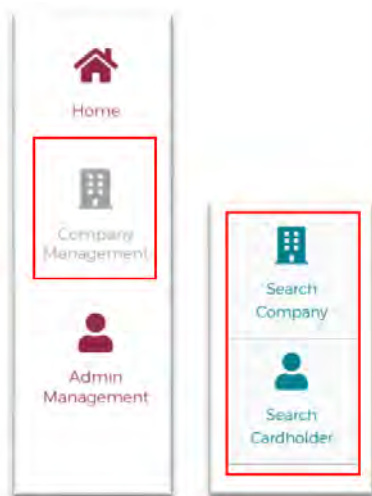 Home
Company
Management
Admin
Management
Search
Company
Search
Cardholder